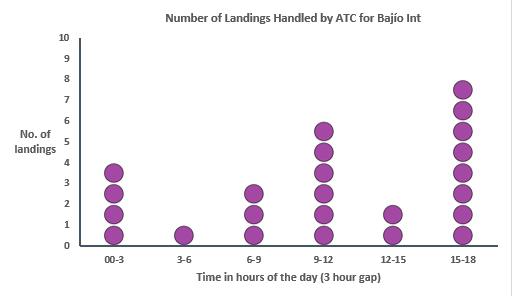 Number of Landings Handled by ATC for Bajío Int
10
9
8
7
6
5
4
3
2
1
0
No. of
landings
00-3 3-6 6-9 9-12 12-15 15-18
Time in hours of the day (3 hour gap)